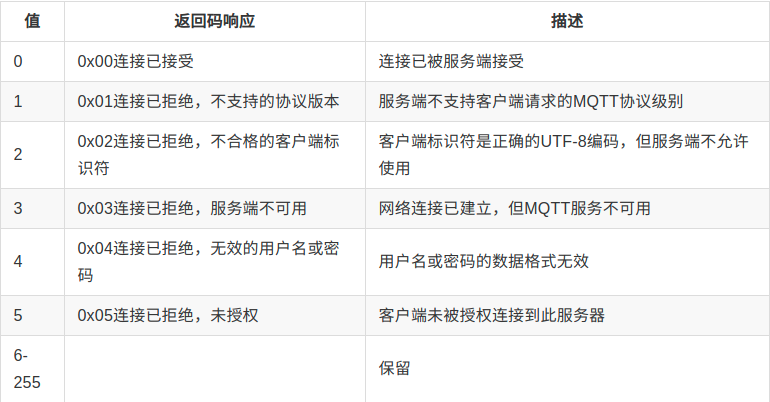 值 返回码响应 描述
0 0x00连接已接受 连接已被服务端接受
1 0x01连接已拒绝，不支持的协议版本 服务端不支持客户端请求的MQTT协议级别
2 0x02连接已拒绝，不合格的客户端标
识符 客户端标识符是正确的UTF-8编码，但服务端不允许
使用
3 0x03连接已拒绝，服务端不可用 网络连接已建立，但MQTT服务不可用
4 0x04连接已拒绝，无效的用户名或密
码 用户名或密码的数据格式无效
5 0x05连接已拒绝，未授权 客户端未被授权连接到此服务器
6-
255 保留